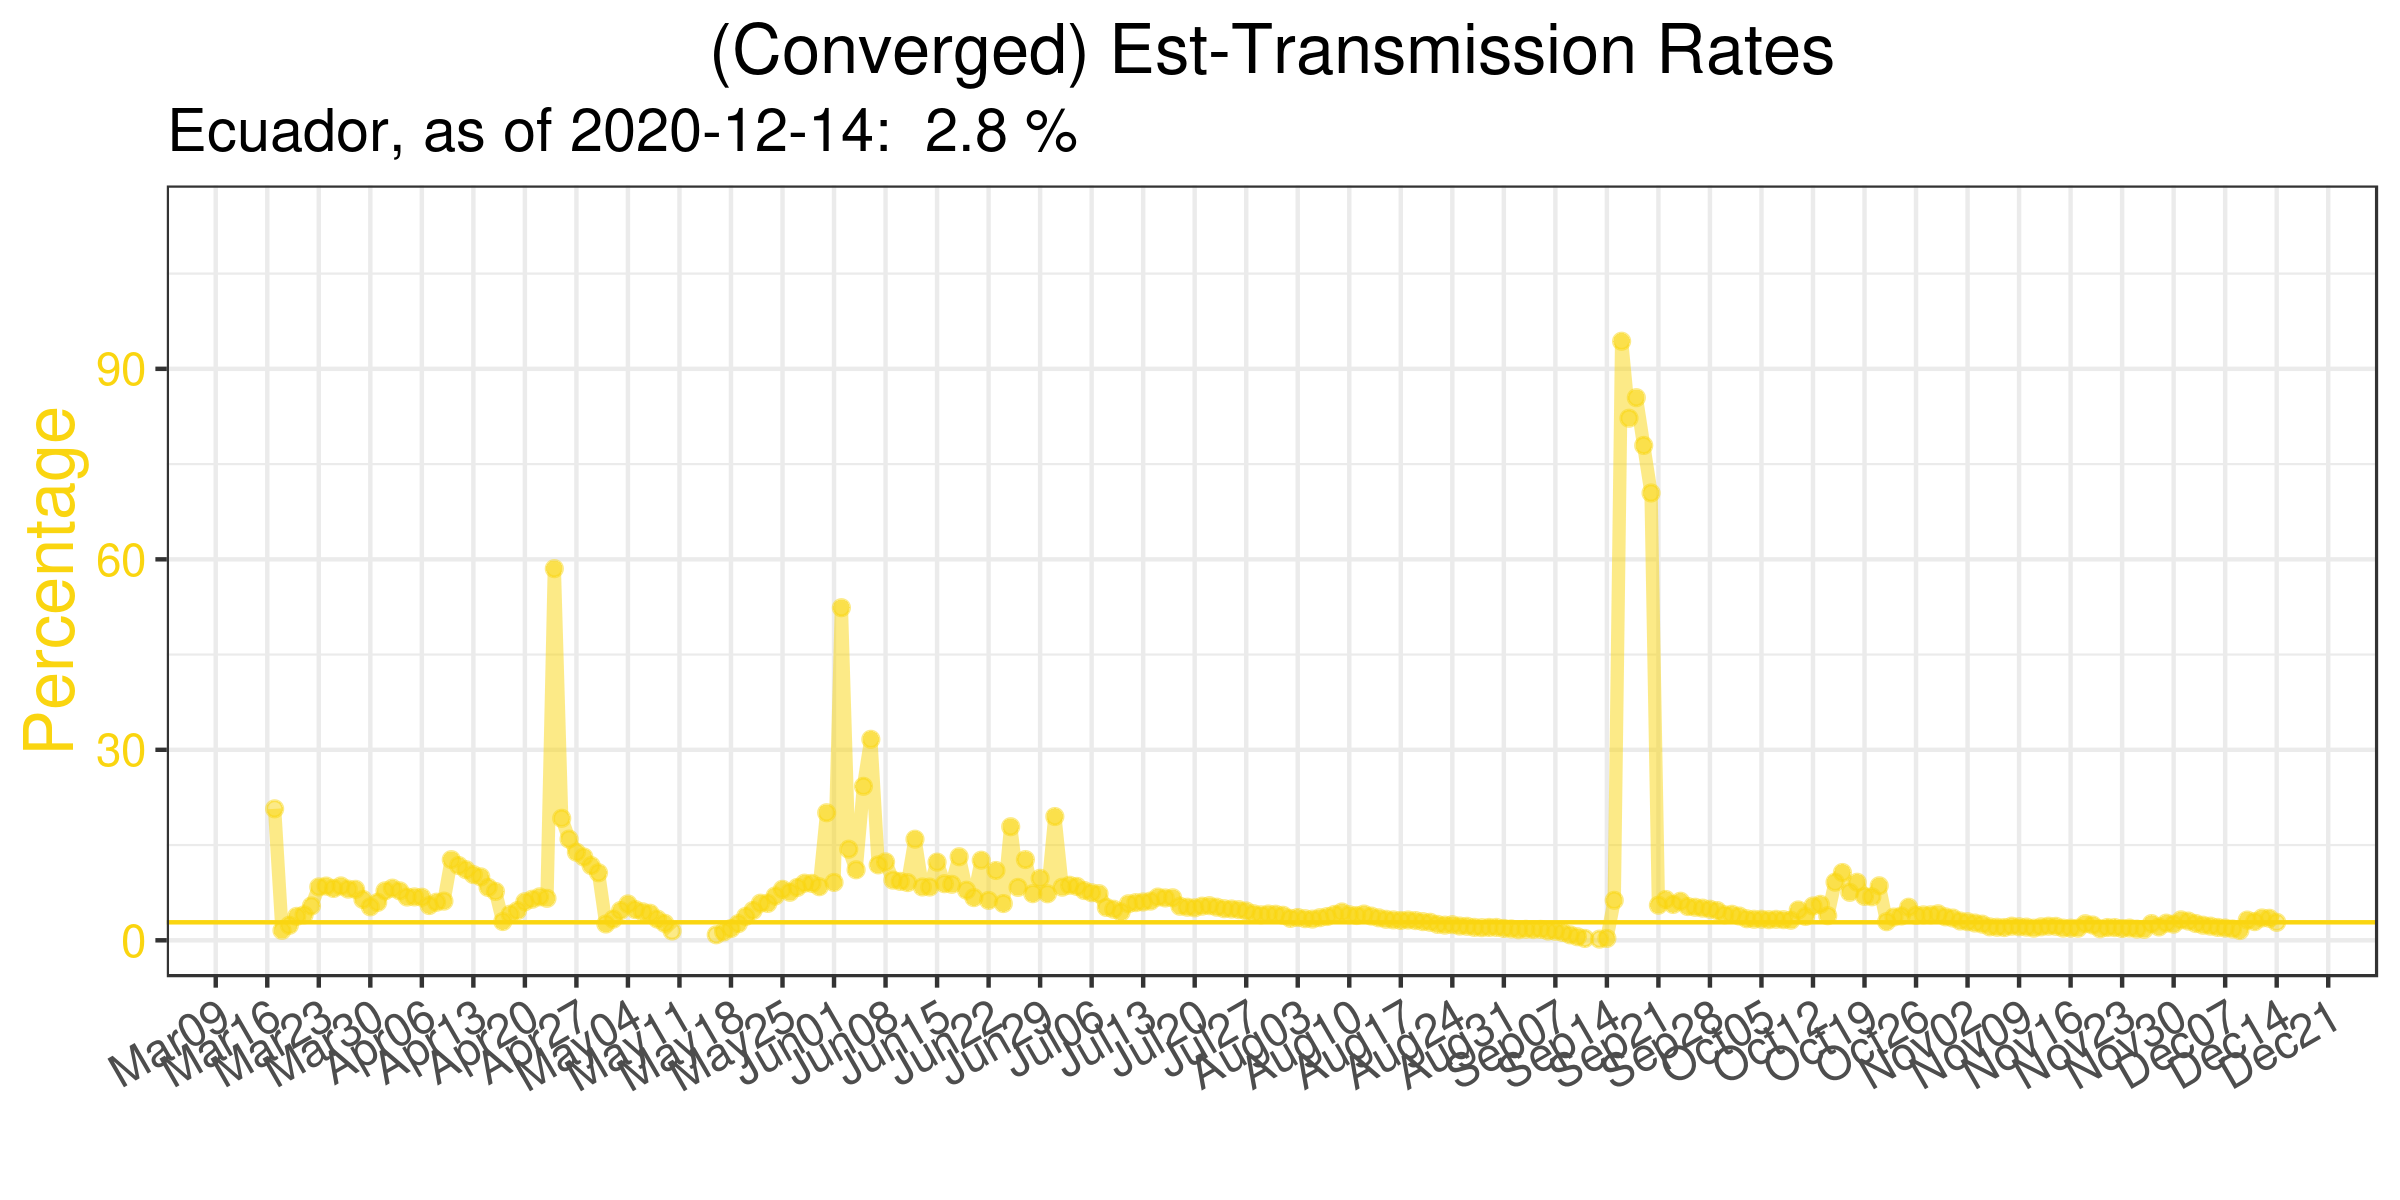 (Converged) Est-Transmission Rates
Ecuador, as of 2020-12-14:  2.8 %
Percentage
90
60
30
0
Mar09
Mar16
Mar23
Mar30
Apr06
Apr13
Apr20
Apr27
May04
May11
May18
May25
Jun01
Jun08
Jun15
Jun22
Jun29
Jul06
Jul13
Jul20
Jul27
Aug03
Aug10
Aug17
Aug24
Aug31
Sep07
Sep14
Sep21
Sep28
Oct05
Oct12
Oct19
Oct26
Nov02
Nov09
Nov16
Nov23
Nov30
Dec07
Dec14
Dec21